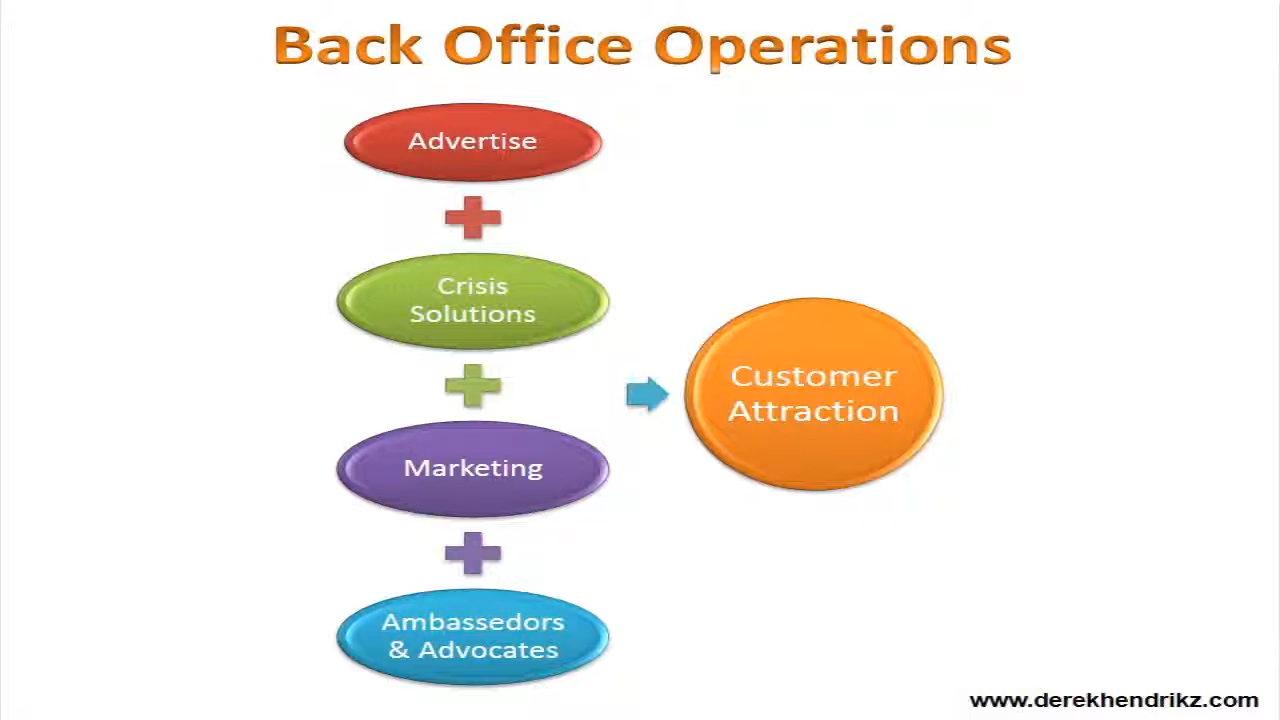 Back Office Operations
Advertise
Crisis
Solutions
Marketing
Ambassedors
& Advocates
Customer
Attraction
www.derekhendrikz.com